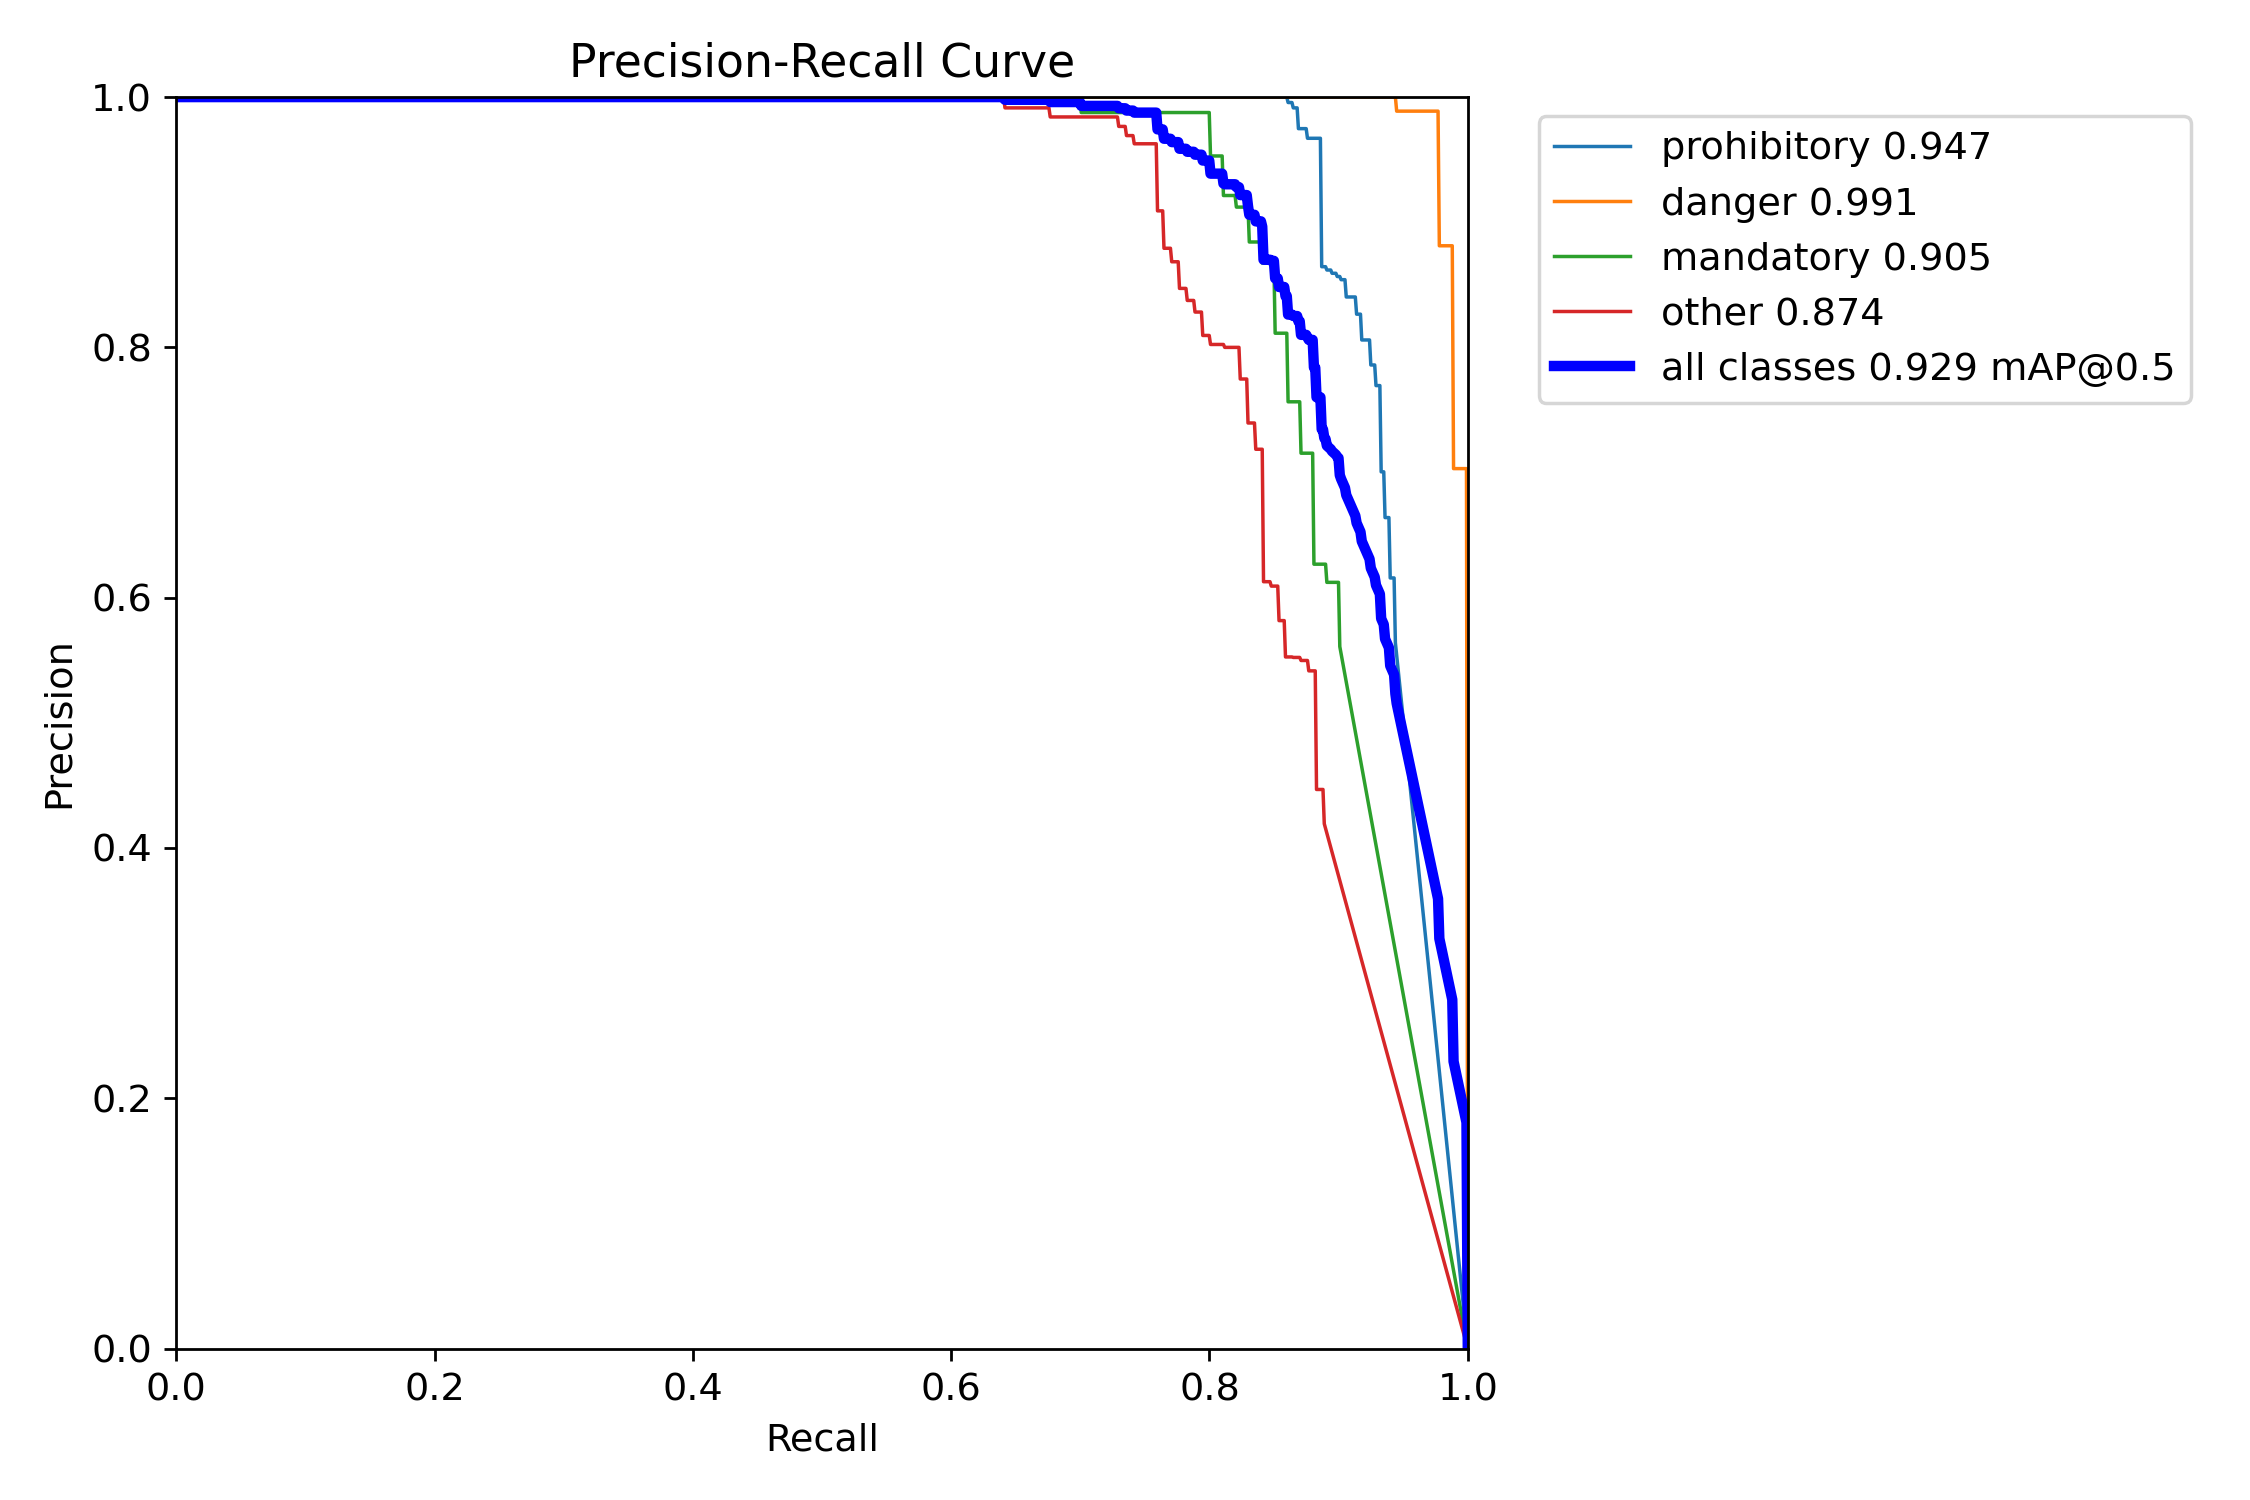 Precision-Recall Curve
1.0
0.8
0.6
0.4
0.2
0.0
Precision
0.0 0.2 0.4 0.6 0.8 1.0
Recall
prohibitory 0.947
danger 0.991
mandatory 0.905
other 0.874
all classes 0.929 mAP@0.5